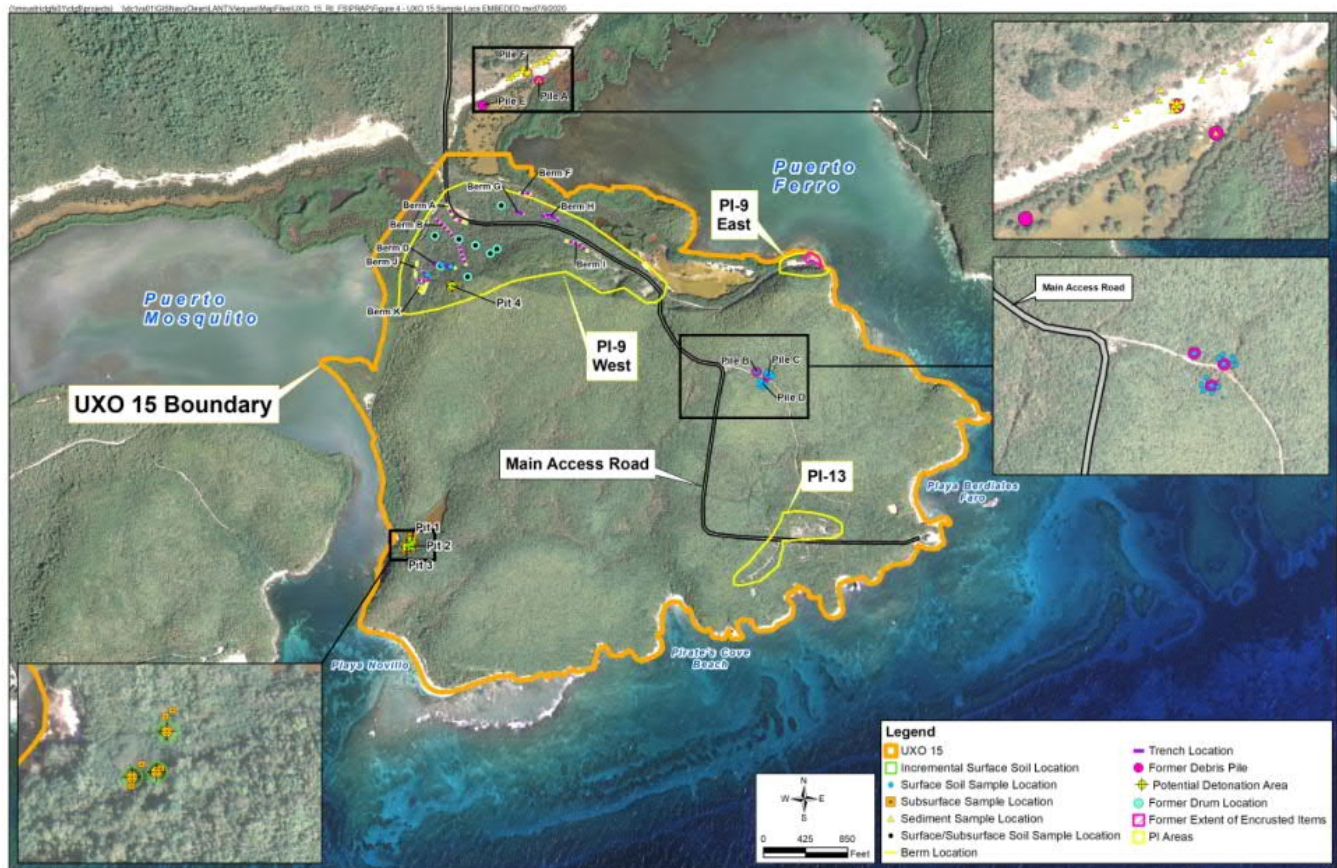 Pile F
Pile A
Pile E
Puerto
Ferro
Berm F
Berm G
Berm A
Berm H
Berm B
PI-9
East
Berm D
Berm I
Berm J
Pit 4
Berm K
Puerto
Mosquito
PI-9
West
Main Access Road
Pile B
Pile C
Pile D
UXO 15 Boundary
Main Access Road
PI-13
Playa Berdiales
Faro
Pit 1
Pit 2
Pit 3
Playa Novillo
Pirate's Cove
Beach
Legend
UXO 15
Incremental Surface Soil Location
Surface Soil Sample Location
Subsurface Sample Location
Sediment Sample Location
Surface/Subsurface Soil Sample Location
Berm Location
Trench Location
Former Debris Pile
Potential Detonation Area
Former Drum Location
Former Extent of Encrusted Items
PI Areas
N
W E
S
0 425 850
Feet